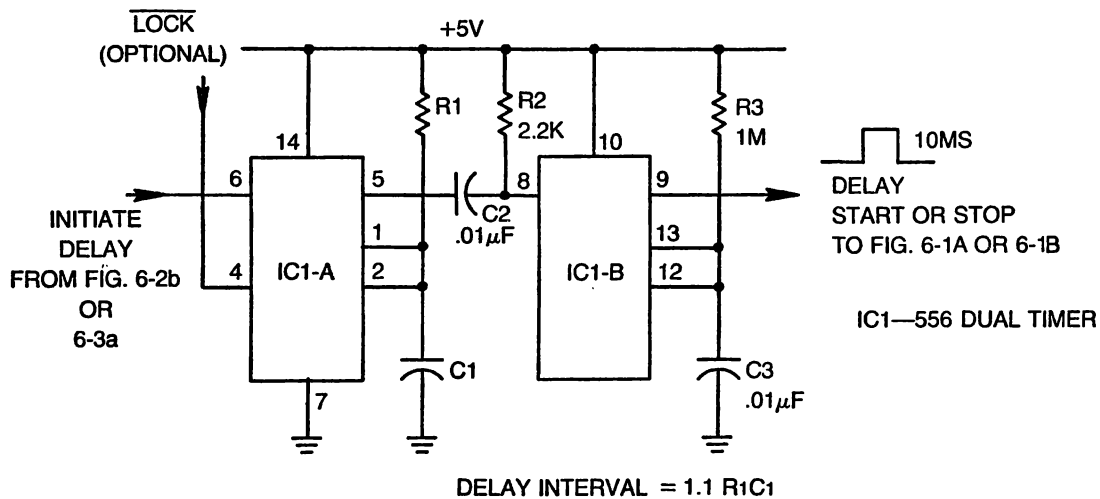 LOCK
(OPTIONAL)
+5V
R1
R2
2.2K
R3
1M
14
10
6
5
8
9
C2
.01µF
1
13
4
2
12
IC1-A
IC1-B
INITIATE
DELAY
FROM FIG. 6-2b
OR
6-3a
10MS
DELAY
START OR STOP
TO FIG. 6-1A OR 6-1B
IC1—556 DUAL TIMER
C1
C3
.01µF
7
DELAY INTERVAL = 1.1 R1C1